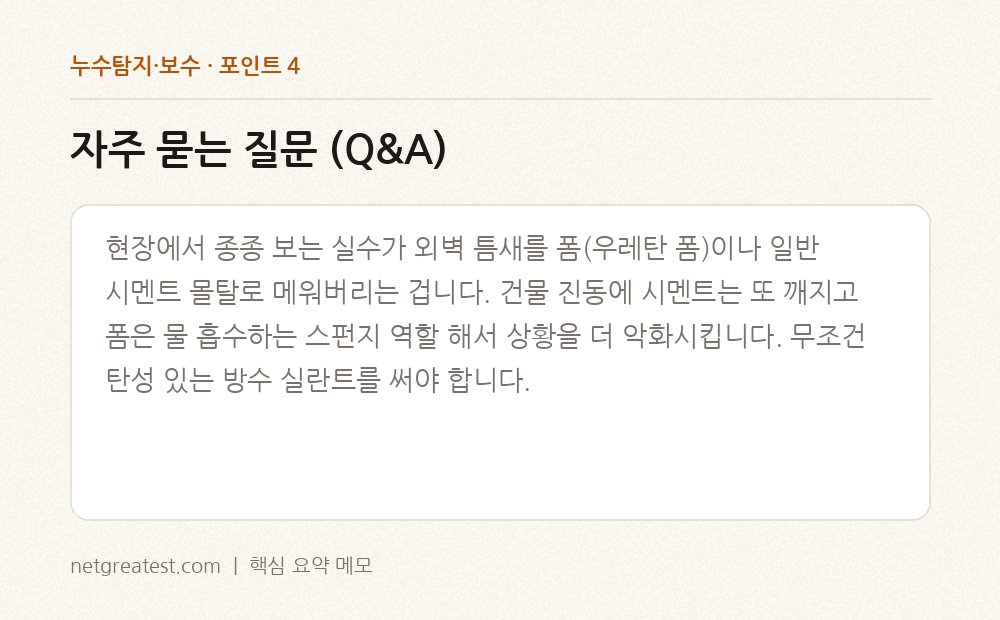 누수탐지·보수 · 포인트 4
자주 묻는 질문 (Q&A)
현장에서 종종 보는 실수가 외벽 틈새를 폼(우레탄 폼)이나 일반
시멘트 몰탈로 메워버리는 겁니다. 건물 진동에 시멘트는 또 깨지고
폼은 물 흡수하는 스펀지 역할 해서 상황을 더 악화시킵니다. 무조건
탄성 있는 방수 실란트를 써야 합니다.
netgreatest.com | 핵심 요약 메모